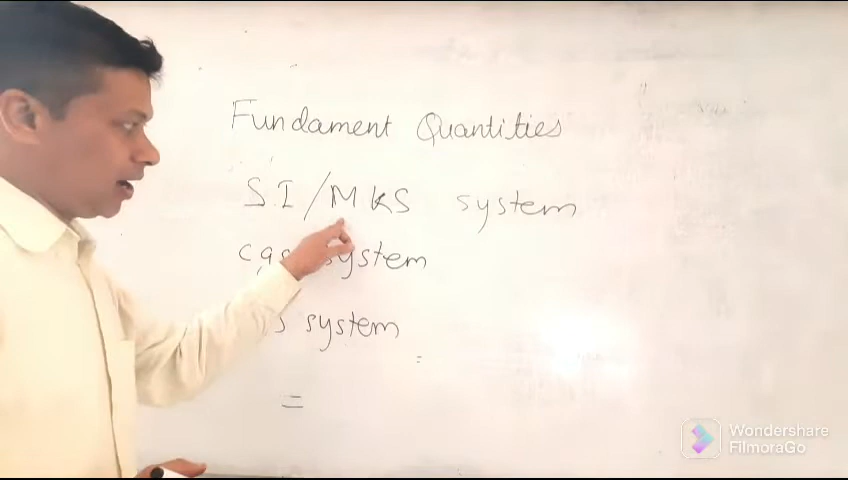 Fundament Quantities
S.I/MKS system
cgs system
s system
=
Wondershare
FilmoraGo